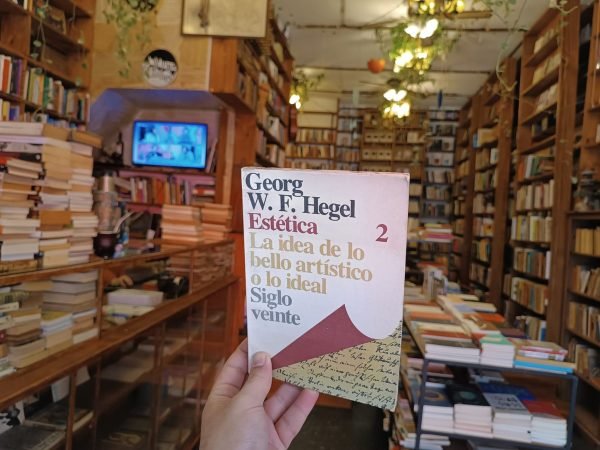 Georg
W. F. Hegel
Estética 2
La idea de lo
bello artístico
o lo ideal
Siglo
veinte